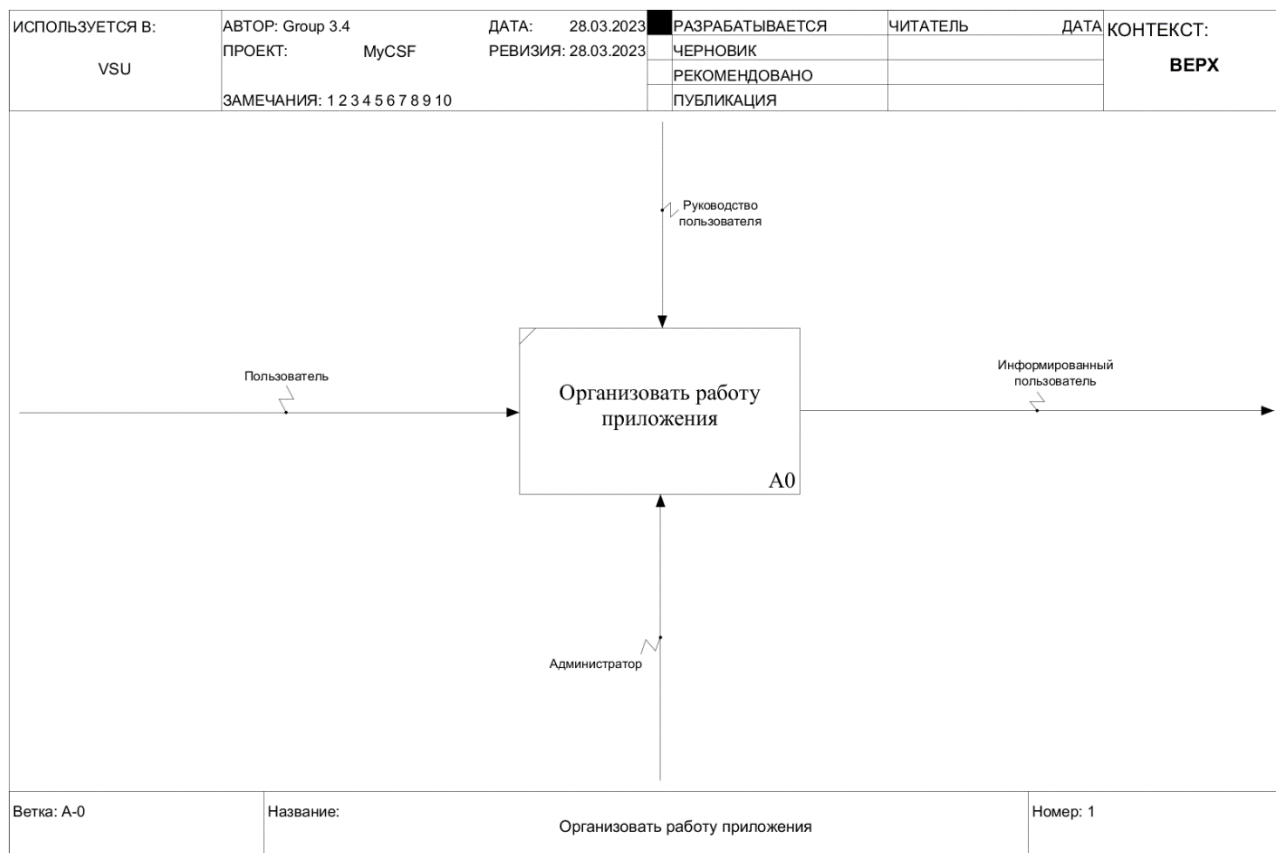 ИСПОЛЬЗУЕТСЯ В:
VSU
АВТОР: Group 3.4
ДАТА: 28.03.2023
ПРОЕКТ: MyCSF
РЕВИЗИЯ: 28.03.2023
ЗАМЕЧАНИЯ: 1 2 3 4 5 6 7 8 9 10
РАЗРАБАТЫВАЕТСЯ
ЧЕРНОВИК
РЕКОМЕНДОВАНО
ПУБЛИКАЦИЯ
ЧИТАТЕЛЬ
ДАТА
КОНТЕКСТ:
ВЕРХ
Руководство
пользователя
Пользователь
Организовать работу
приложения
A0
Информированный
пользователь
Администратор
Ветка: A-0
Название:
Организовать работу приложения
Номер: 1